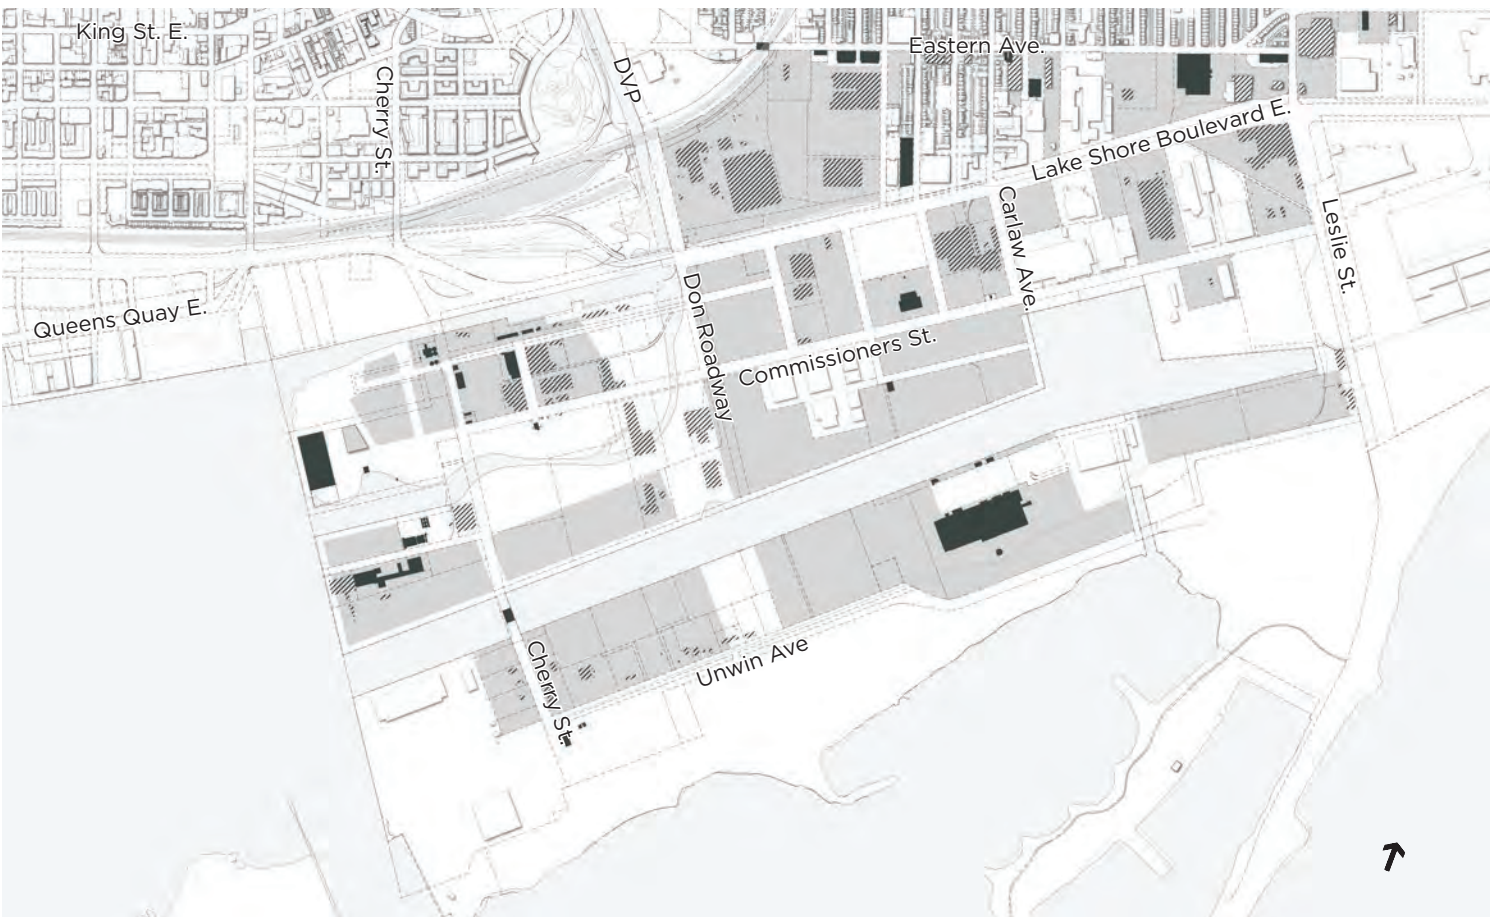 King St. E.
Eastern Ave.
DVP
Cherry St.
Lake Shore Boulevard E.
Carlaw Ave.
Leslie St.
Queens Quay E.
Don Roadway
Commissioners St.
Cherry St.
Unwin Ave